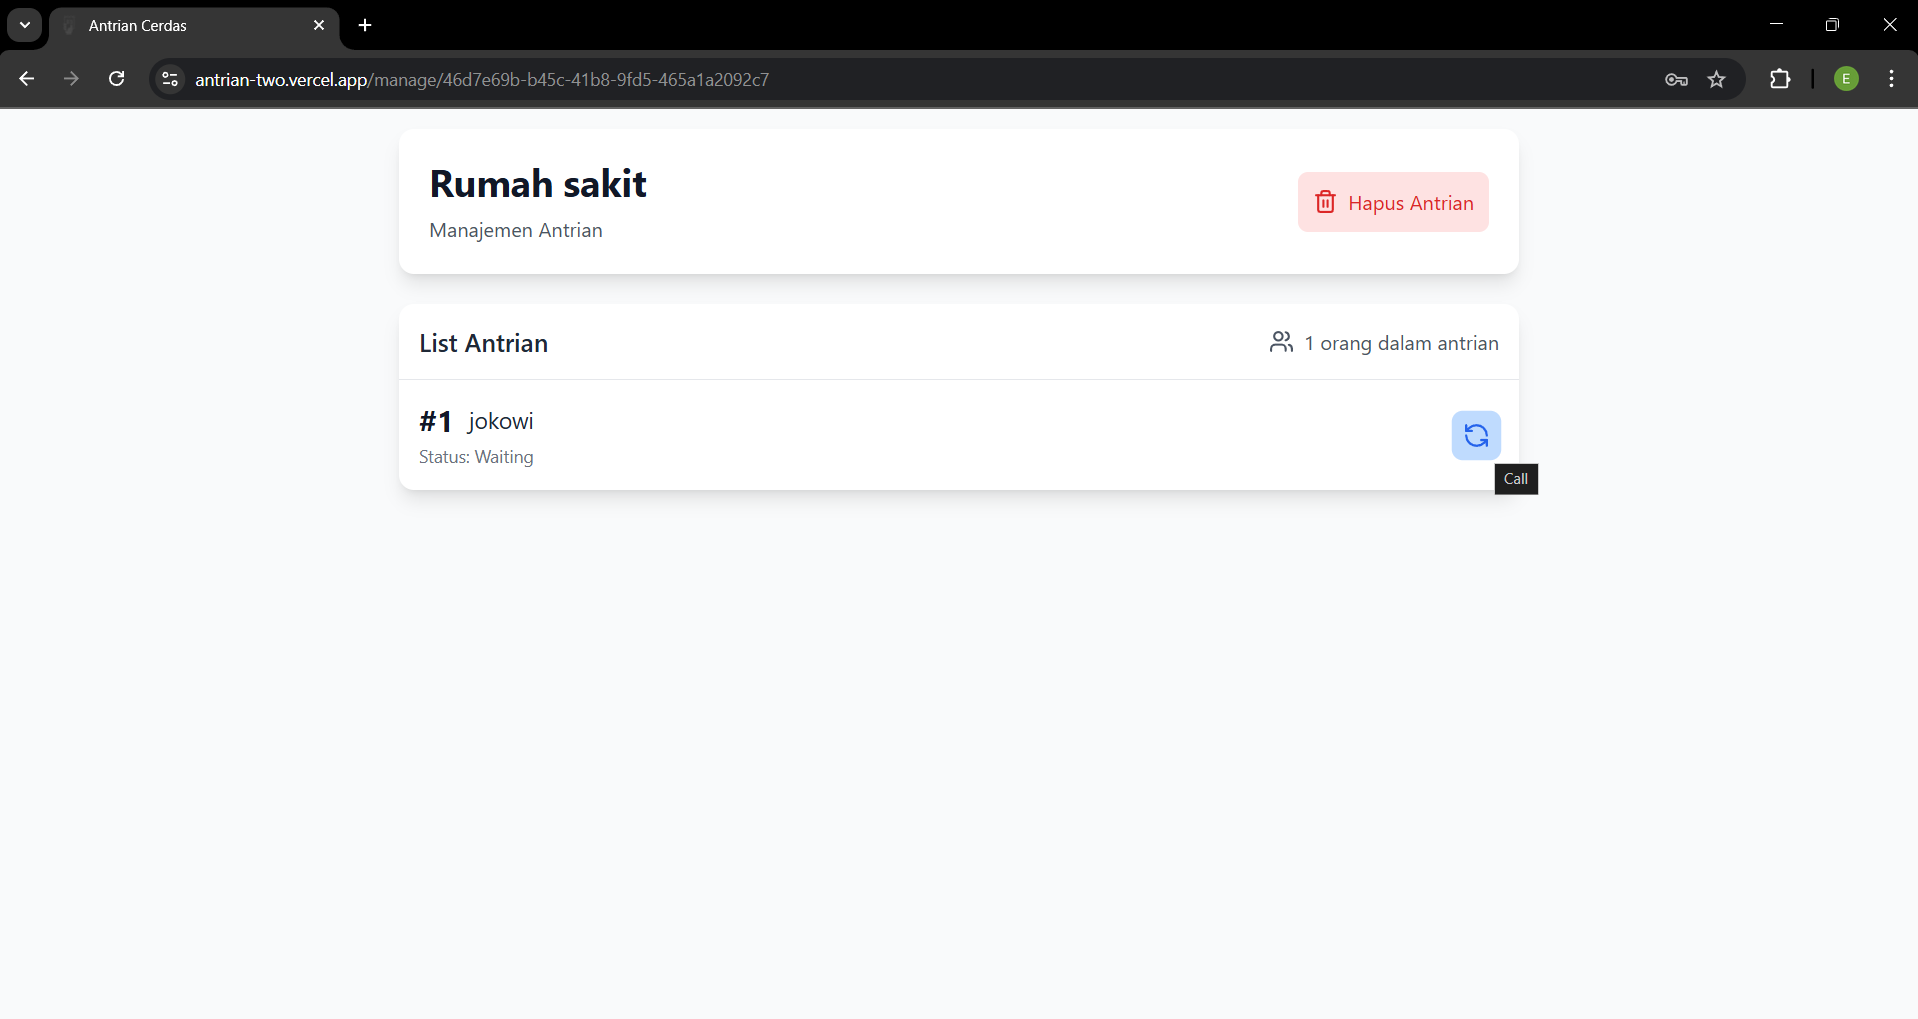 Antrian Cerdas
antrian-two.vercel.app/manage/46d7e69b-b45c-41b8-9fd5-465a1a2092c7
E
Rumah sakit
Manajemen Antrian
Hapus Antrian
List Antrian
1 orang dalam antrian
#1 jokowi
Status: Waiting
Call